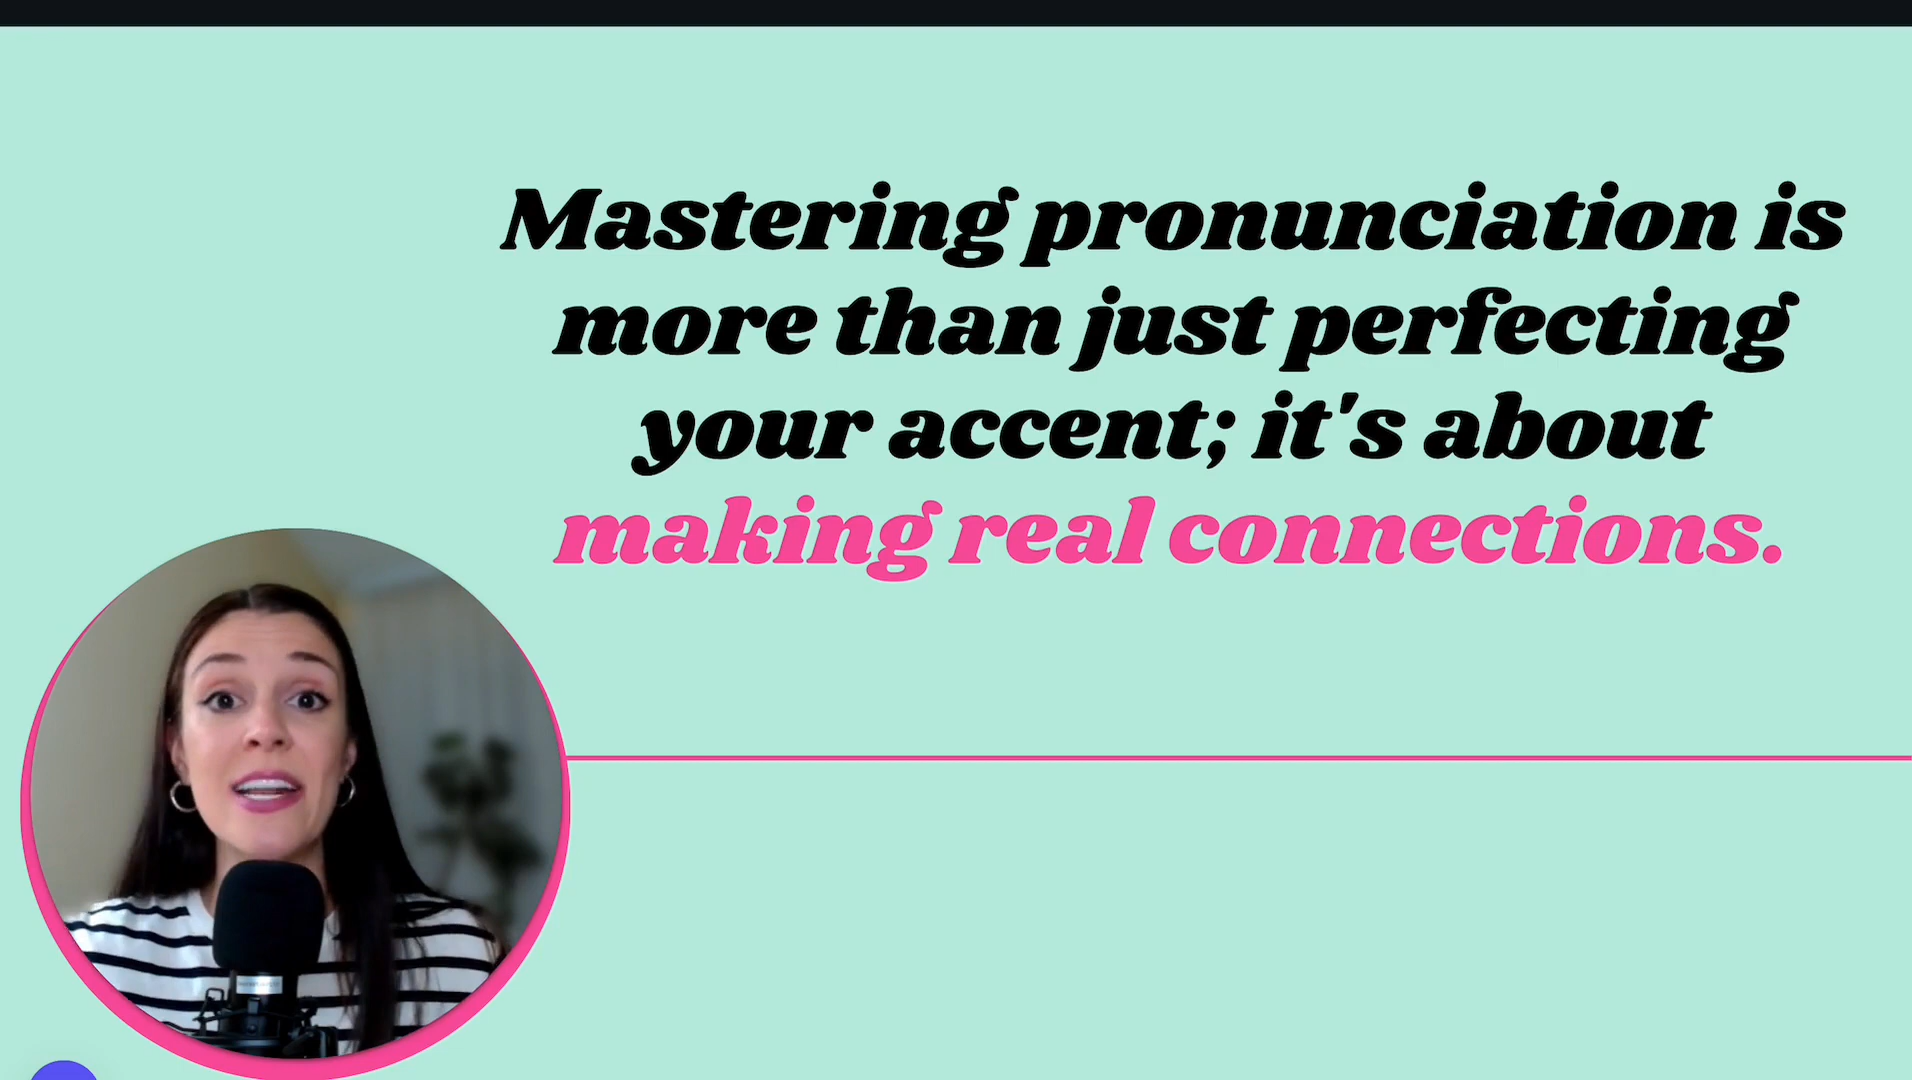 Mastering pronunciation is
more than just perfecting
your accent; it's about
making real connections.